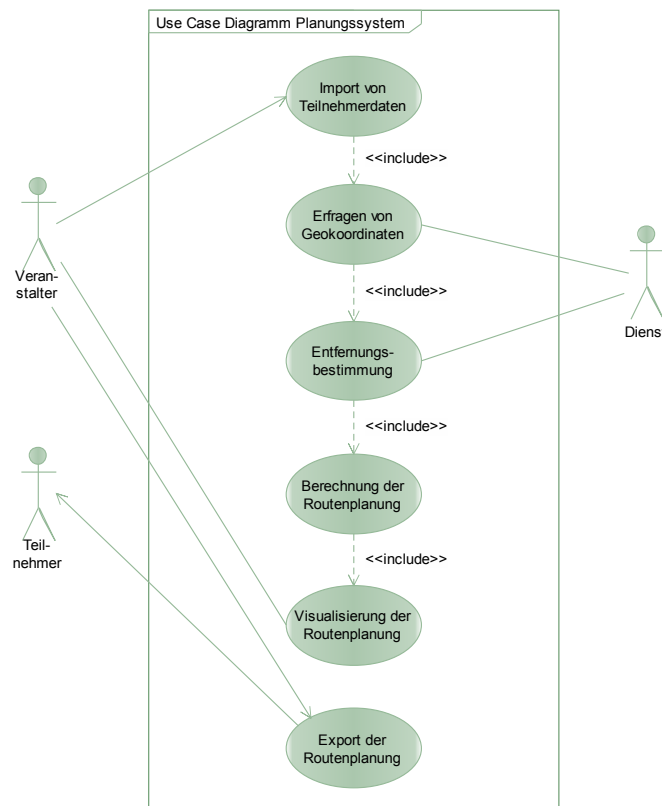 Use Case Diagramm Planungssystem
Import von
Teilnehmerdaten
<<include>>
Erfragen von
Geokoordinaten
Veran-
stalter
<<include>>
Dienst
Entfernungs-
bestimmung
<<include>>
Berechnung der
Routenplanung
Teil-
nehmer
<<include>>
Visualisierung der
Routenplanung
Export der
Routenplanung